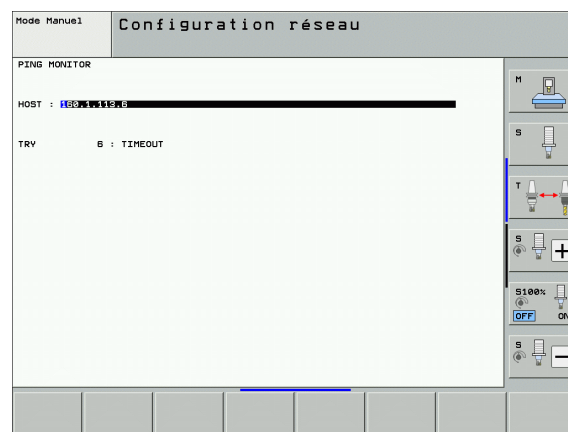 Mode Manuel
Configuration réseau
PING MONITOR
HOST : 160.1.113.6
TRY 6 : TIMEOUT
M
S
T
S
+
S100%
OFF ON
S
-